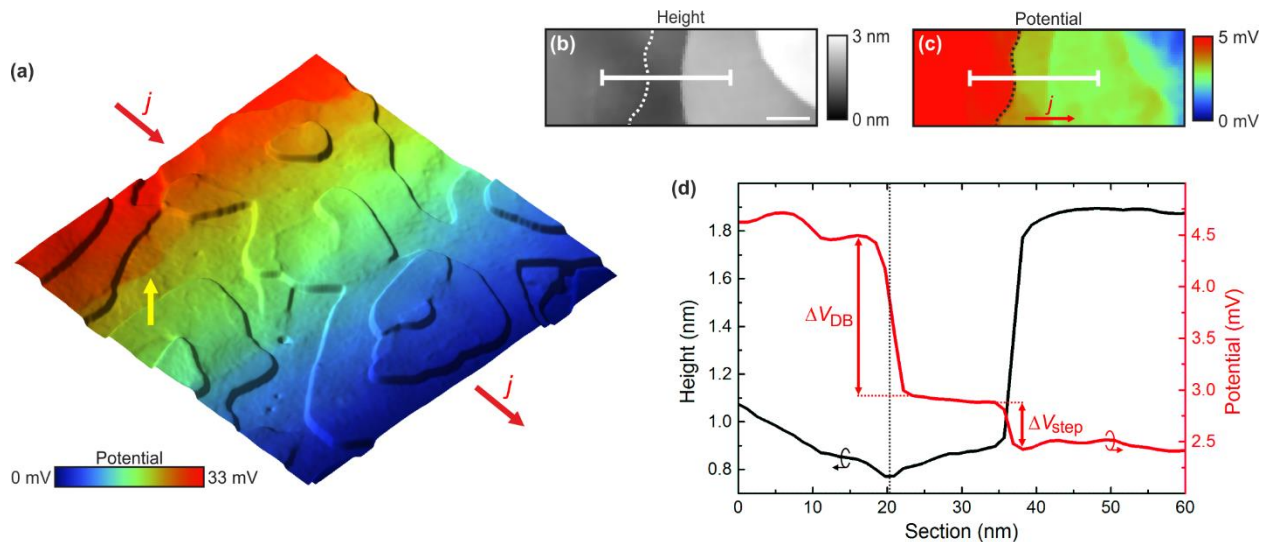 (a)
j
j
Potential
0 mV
33 mV
Height
(b)
3 nm
0 nm
Potential
(c)
j
5 mV
0 mV
(d)
Height (nm)
1.8
1.6
1.4
1.2
1.0
0.8
ΔV_DB
ΔV_step
4.5
4.0
3.5
3.0
2.5
Potential (mV)
0 10 20 30 40 50 60
Section (nm)